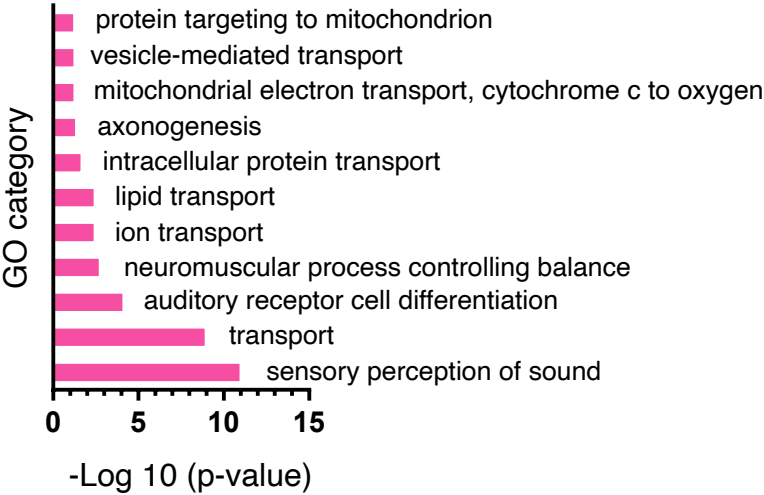 GO category
protein targeting to mitochondrion
vesicle-mediated transport
mitochondrial electron transport, cytochrome c to oxygen
axonogenesis
intracellular protein transport
lipid transport
ion transport
neuromuscular process controlling balance
auditory receptor cell differentiation
transport
sensory perception of sound
0 5 10 15
-Log 10 (p-value)